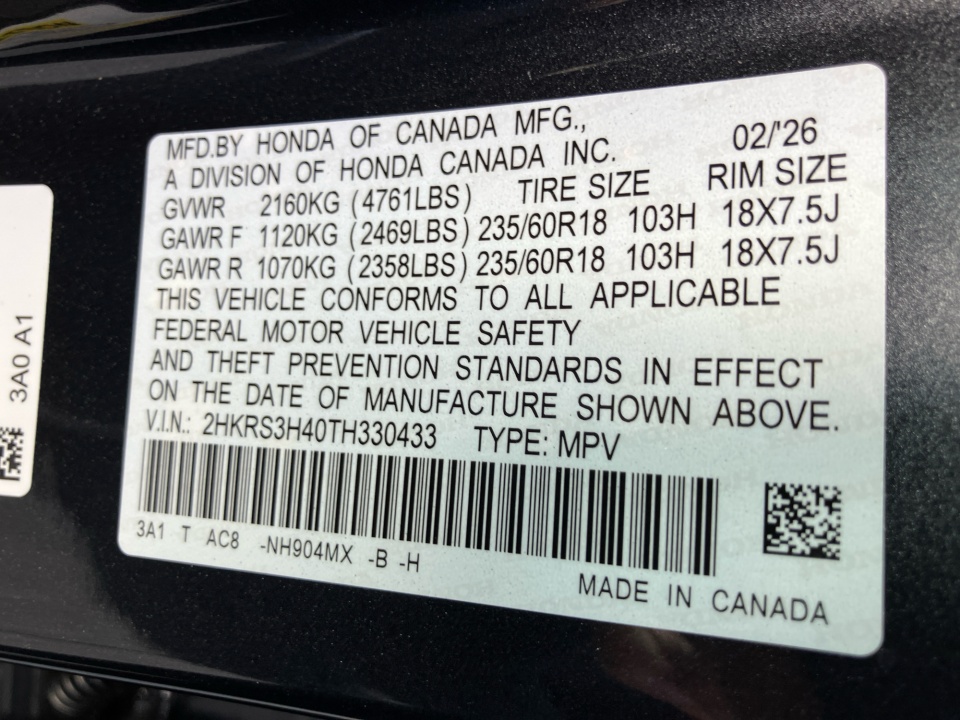 MFD.BY HONDA OF CANADA MFG.,
A DIVISION OF HONDA CANADA INC. 02/'26
GVWR 2160KG (4761LBS) TIRE SIZE RIM SIZE
GAWR F 1120KG (2469LBS) 235/60R18 103H 18X7.5J
GAWR R 1070KG (2358LBS) 235/60R18 103H 18X7.5J
THIS VEHICLE CONFORMS TO ALL APPLICABLE
FEDERAL MOTOR VEHICLE SAFETY
AND THEFT PREVENTION STANDARDS IN EFFECT
ON THE DATE OF MANUFACTURE SHOWN ABOVE.
V.I.N.: 2HKRS3H40TH330433 TYPE: MPV
3A1 T AC8 -NH904MX -B -H
MADE IN CANADA
3A0 A1